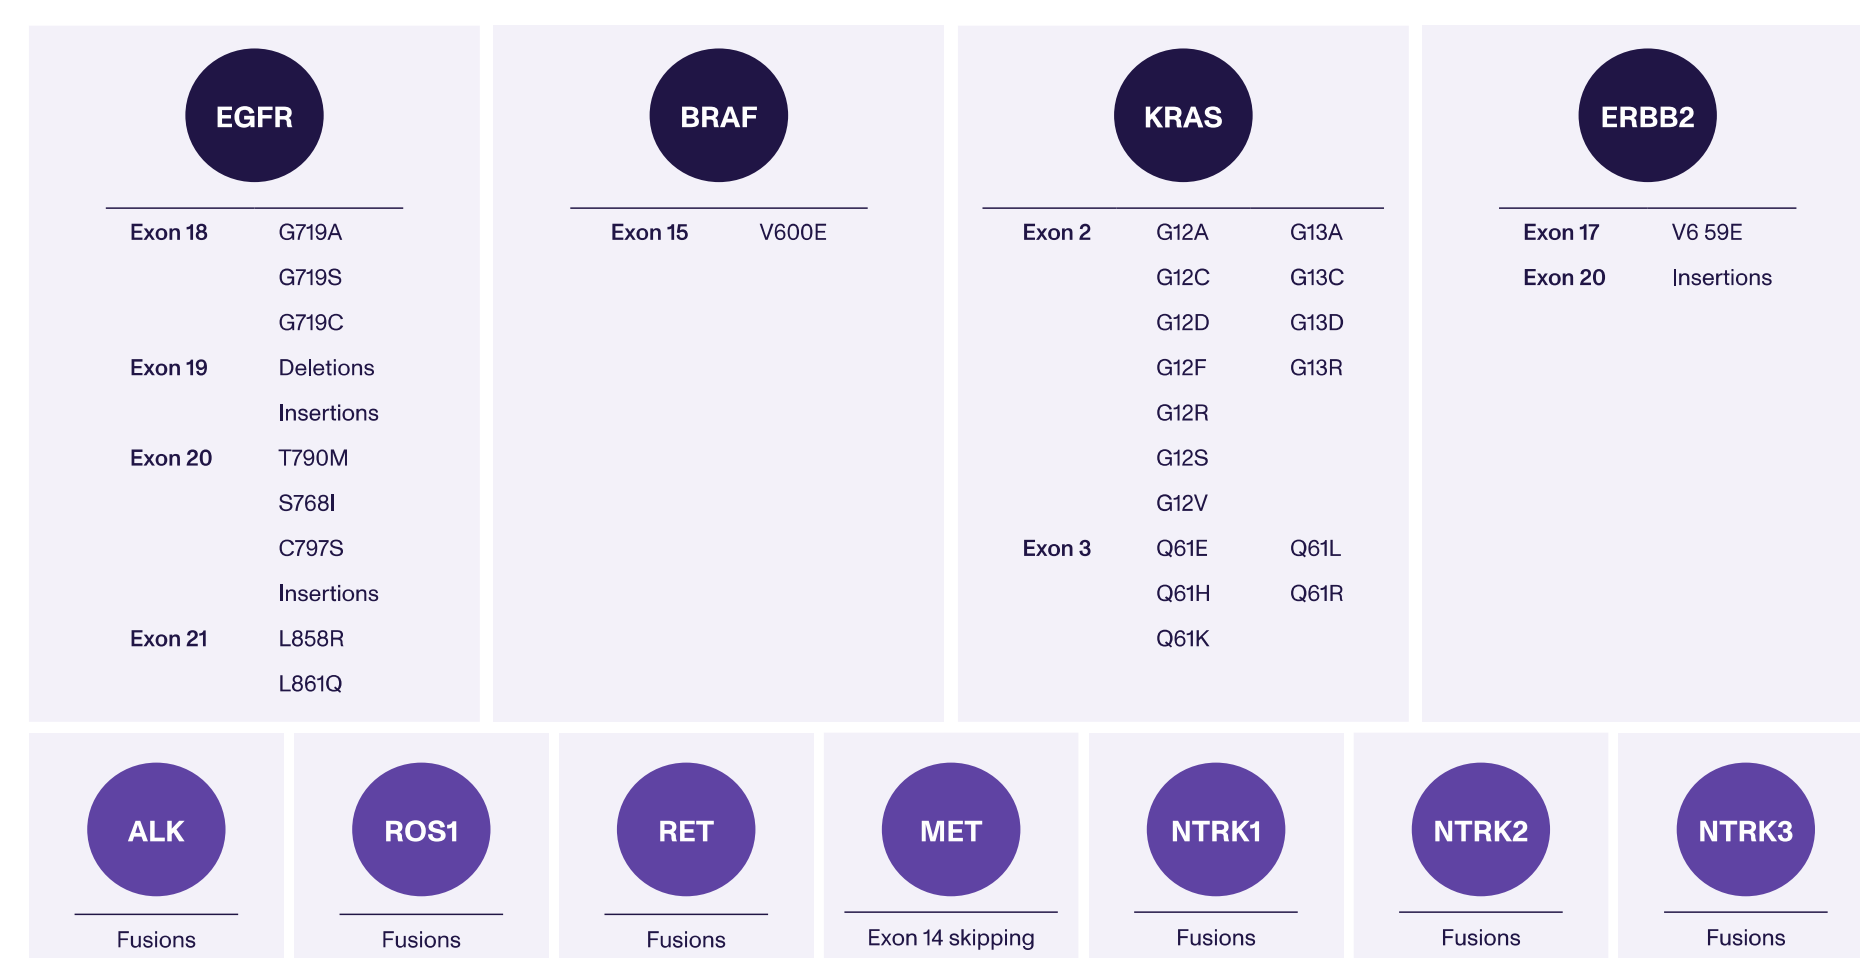 EGFR
Exon 18 G719A
G719S
G719C
Exon 19 Deletions
Insertions
Exon 20 T790M
S768I
C797S
Insertions
Exon 21 L858R
L861Q
BRAF
Exon 15 V600E
KRAS
Exon 2 G12A G13A
G12C G13C
G12D G13D
G12F G13R
G12R
G12S
G12V
Exon 3 Q61E Q61L
Q61H Q61R
Q61K
ERBB2
Exon 17 V6 59E
Exon 20 Insertions
ALK
Fusions
ROS1
Fusions
RET
Fusions
MET
Exon 14 skipping
NTRK1
Fusions
NTRK2
Fusions
NTRK3
Fusions